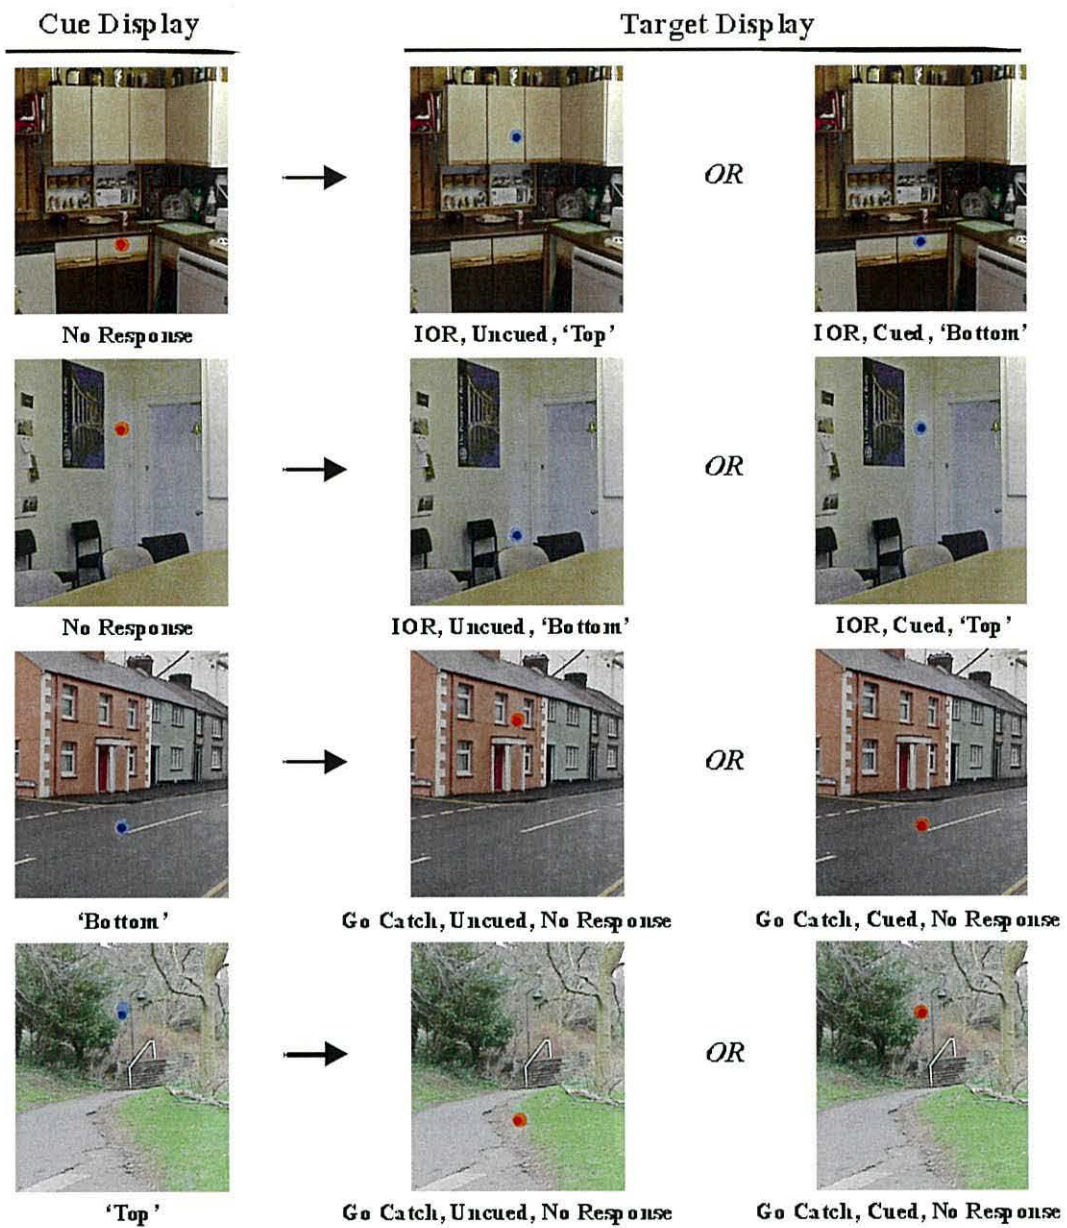 Cue Display
Target Display
OR
No Response
IOR, Uncued, ‘Top’
IOR, Cued, ‘Bottom’
OR
No Response
IOR, Uncued, ‘Bottom’
IOR, Cued, ‘Top’
OR
‘Bottom’
Go Catch, Uncued, No Response
Go Catch, Cued, No Response
OR
‘Top’
Go Catch, Uncued, No Response
Go Catch, Cued, No Response